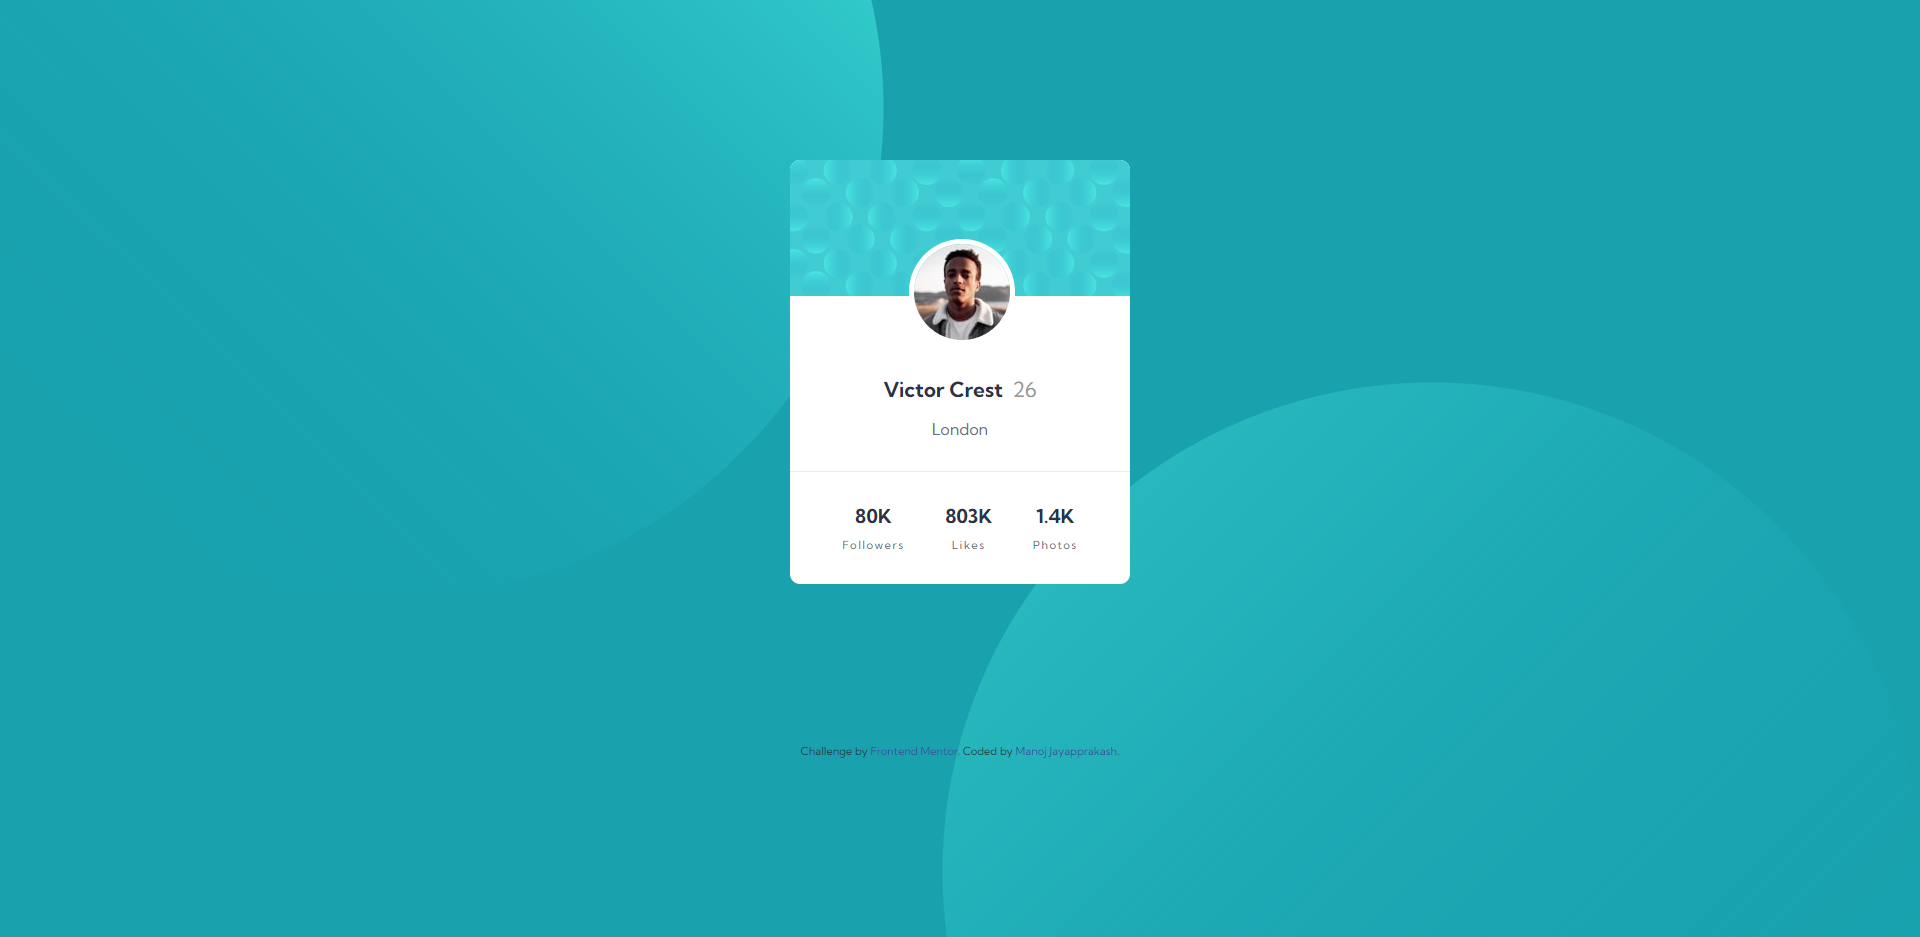 Victor Crest 26
London
80K 803K 1.4K
Followers Likes Photos
Challenge by Frontend Mentor. Coded by Manoj Jayapprakash.